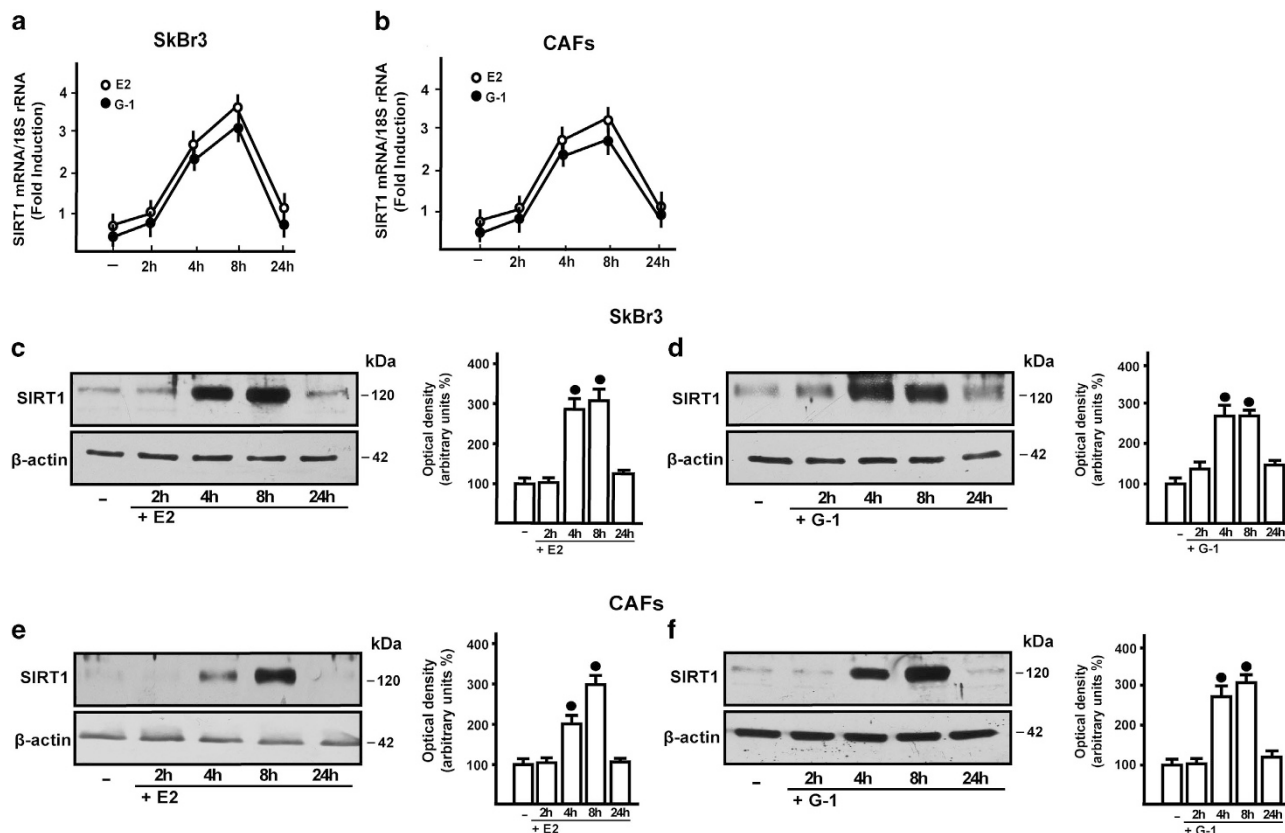 a
SkBr3
SIRT1 mRNA/18S rRNA
(Fold Induction)
4
3
2
1
E2
G-1
– 2h 4h 8h 24h
b
CAFs
SIRT1 mRNA/18S rRNA
(Fold Induction)
4
3
2
1
E2
G-1
– 2h 4h 8h 24h
SkBr3
c
kDa
SIRT1 –120
β-actin –42
– 2h 4h 8h 24h
+ E2
Optical density
(arbitrary units %)
400
300
200
100
– 2h 4h 8h 24h
+ E2
d
kDa
SIRT1 –120
β-actin –42
– 2h 4h 8h 24h
+ G-1
Optical density
(arbitrary units %)
400
300
200
100
– 2h 4h 8h 24h
+ G-1
CAFs
e
kDa
SIRT1 –120
β-actin –42
– 2h 4h 8h 24h
+ E2
Optical density
(arbitrary units %)
400
300
200
100
– 2h 4h 8h 24h
+ E2
f
kDa
SIRT1 –120
β-actin –42
– 2h 4h 8h 24h
+ G-1
Optical density
(arbitrary units %)
400
300
200
100
– 2h 4h 8h 24h
+ G-1